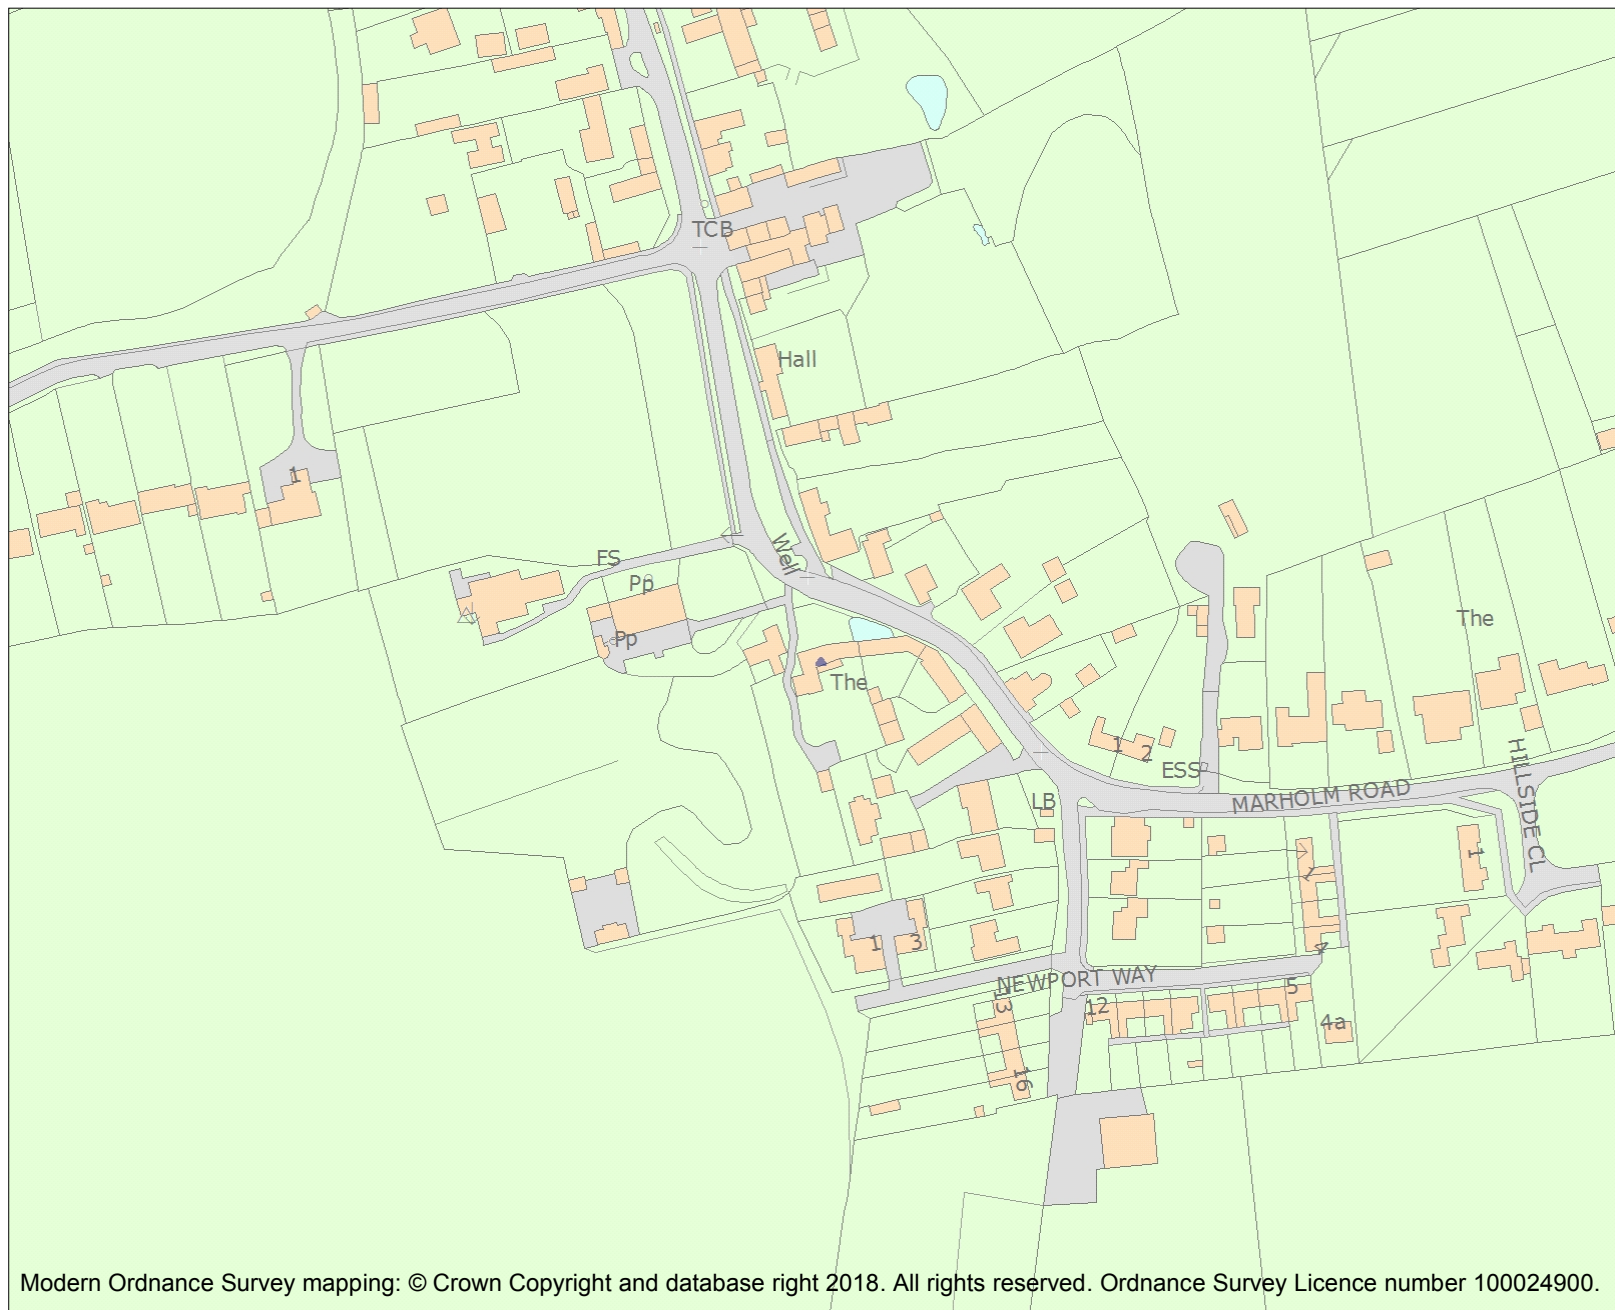 TCB
Hall
1
Well
FS
Pp
Pp
The
The
1
2
ESS
LB
MARHOLM ROAD
HILLSIDE CL
1
1
1
3
4
NEWPORT WAY
13
12
5
4a
16
Modern Ordnance Survey mapping: © Crown Copyright and database right 2018. All rights reserved. Ordnance Survey Licence number 100024900.